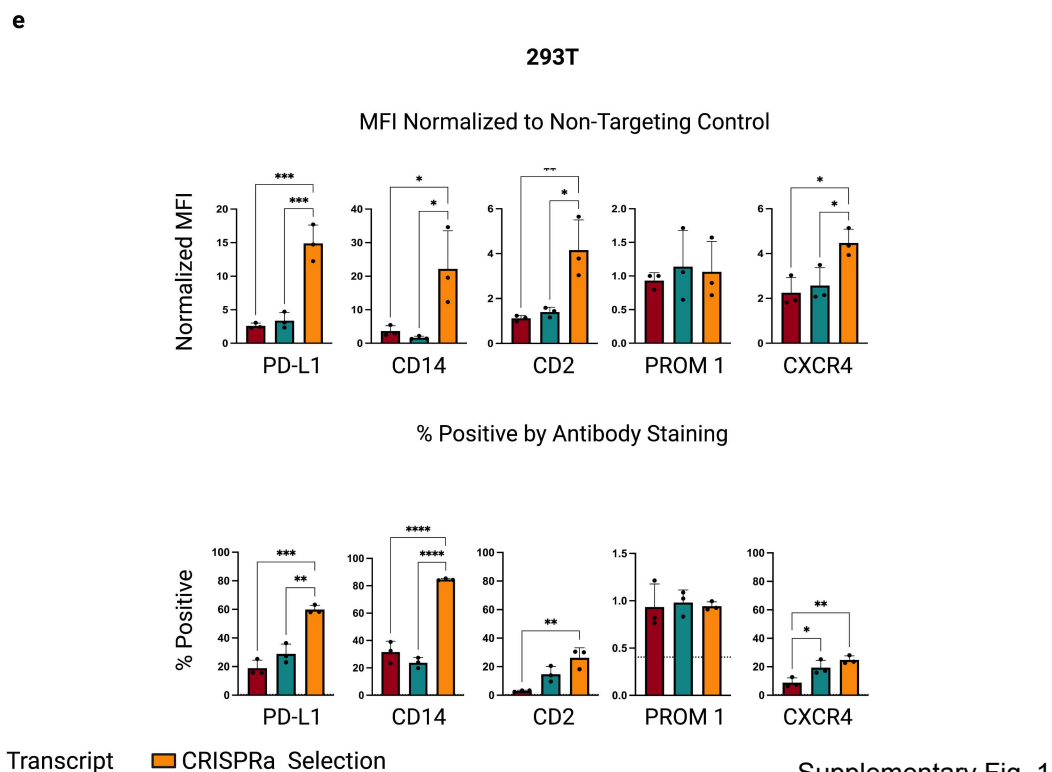 e
293T
MFI Normalized to Non-Targeting Control
Normalized MFI
*** *** * * * * *
20 15 10 5 0
40 30 20 10 0
6 4 2 0
2.0 1.5 1.0 0.5 0.0
6 4 2 0
PD-L1 CD14 CD2 PROM 1 CXCR4
% Positive by Antibody Staining
% Positive
*** ** **** **** ** ** *
100 80 60 40 20 0
100 80 60 40 20 0
100 80 60 40 20 0
1.5 1.0 0.5 0.0
100 80 60 40 20 0
PD-L1 CD14 CD2 PROM 1 CXCR4
Transcript CRISPRa Selection
Supplementary Fig. 1